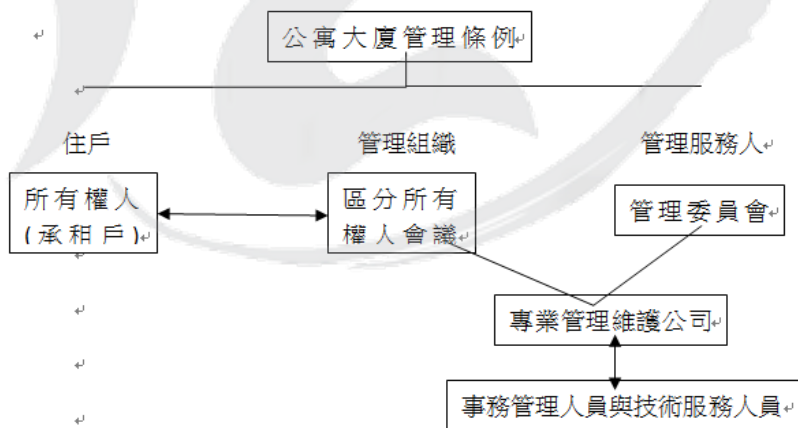 公寓大廈管理條例
住戶
管理組織
管理服務人
所有權人
(承租戶)
區分所有
權人會議
管理委員會
專業管理維護公司
事務管理人員與技術服務人員